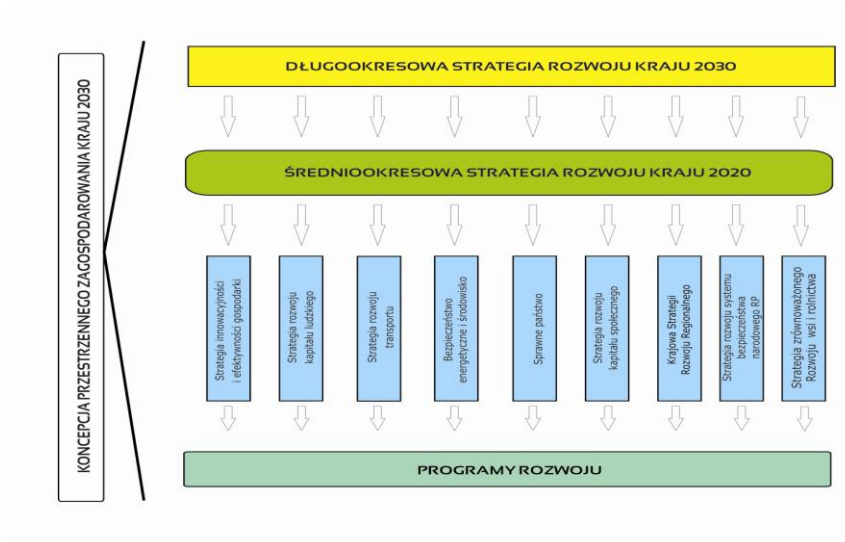 KONCEPCJA PRZESTRZENNEGO ZAGOSPODAROWANIA KRAJU 2030
DŁUGOOKRESOWA STRATEGIA ROZWOJU KRAJU 2030
ŚREDNIOOKRESOWA STRATEGIA ROZWOJU KRAJU 2020
Strategia innowacyjności
i efektywności gospodarki
Strategia rozwoju
kapitału ludzkiego
Strategia rozwoju
transportu
Bezpieczeństwo
energetyczne i środowisko
Sprawne państwo
Strategia rozwoju
kapitału społecznego
Krajowa Strategii
Rozwoju Regionalnego
Strategia rozwoju systemu
bezpieczeństwa
narodowego RP
Strategia zrównoważonego
Rozwoju wsi i rolnictwa
PROGRAMY ROZWOJU